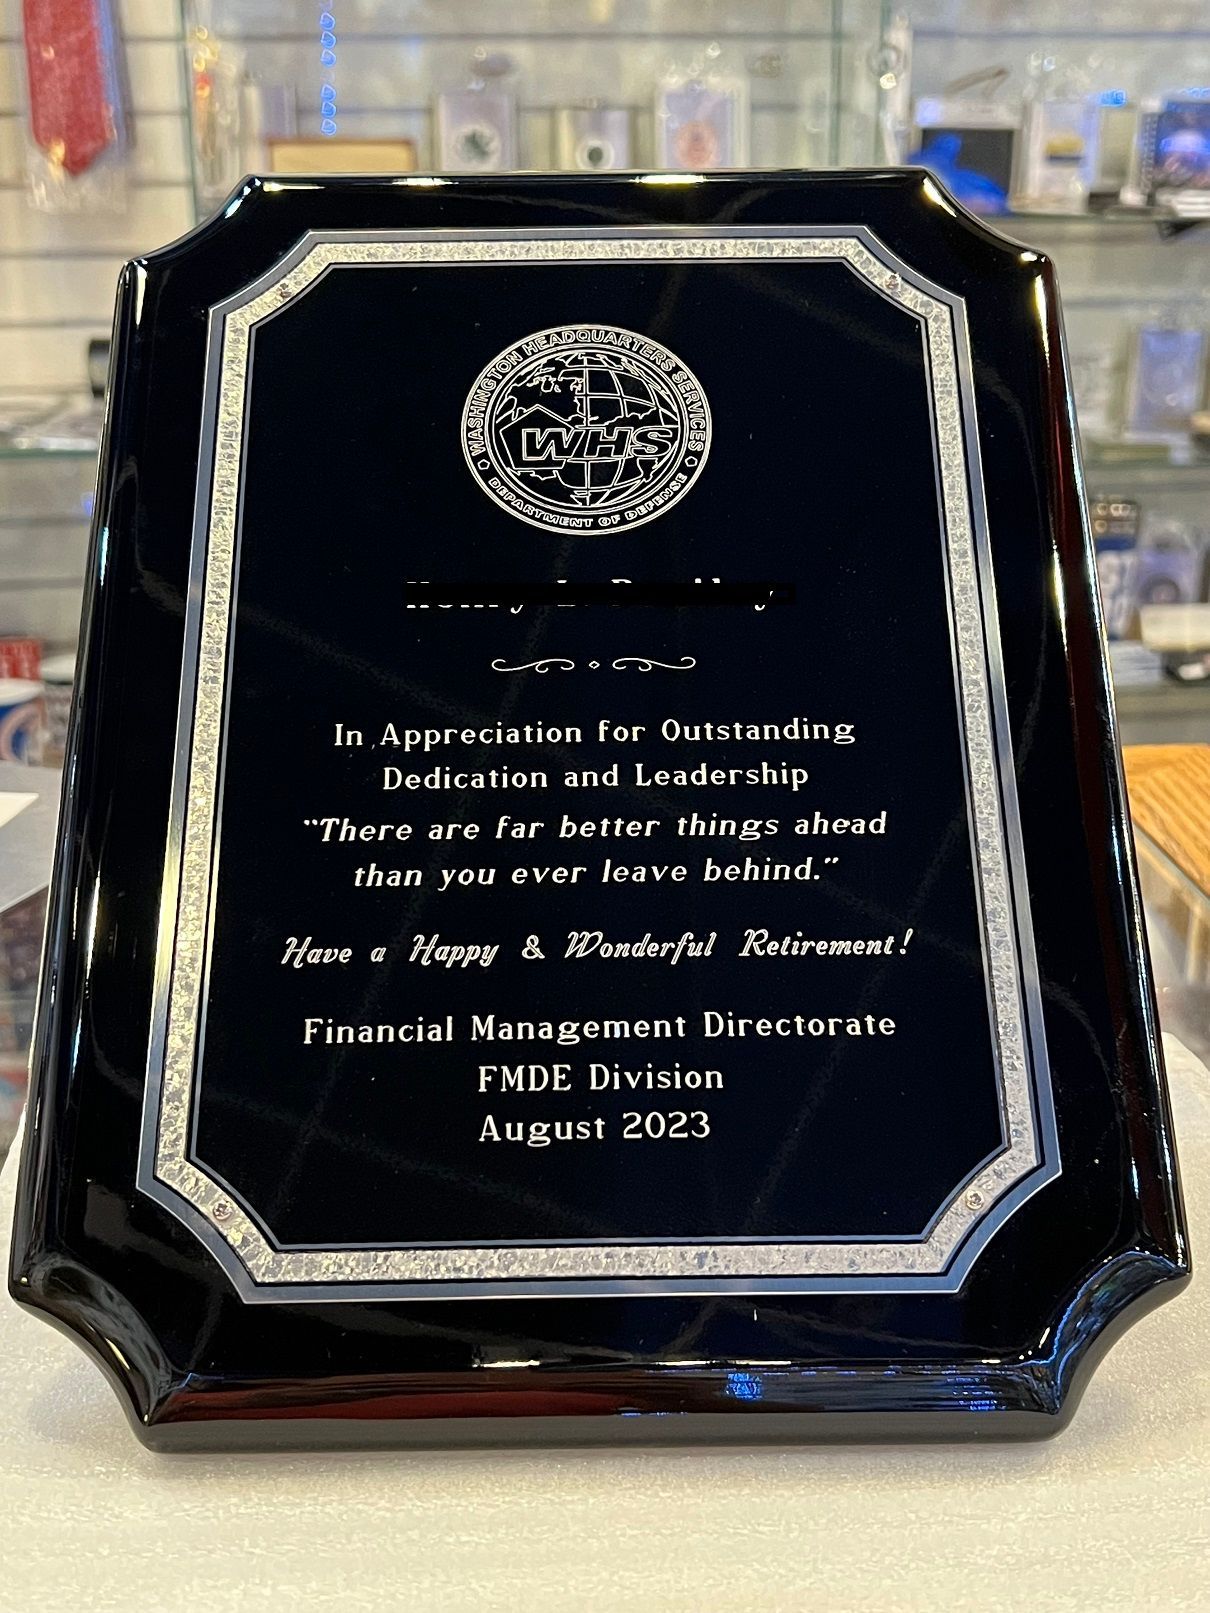 WASHINGTON HEADQUARTERS SERVICES
WHS
DEPARTMENT OF DEFENSE
In Appreciation for Outstanding
Dedication and Leadership
"There are far better things ahead
than you ever leave behind."
Have a Happy & Wonderful Retirement!
Financial Management Directorate
FMDE Division
August 2023